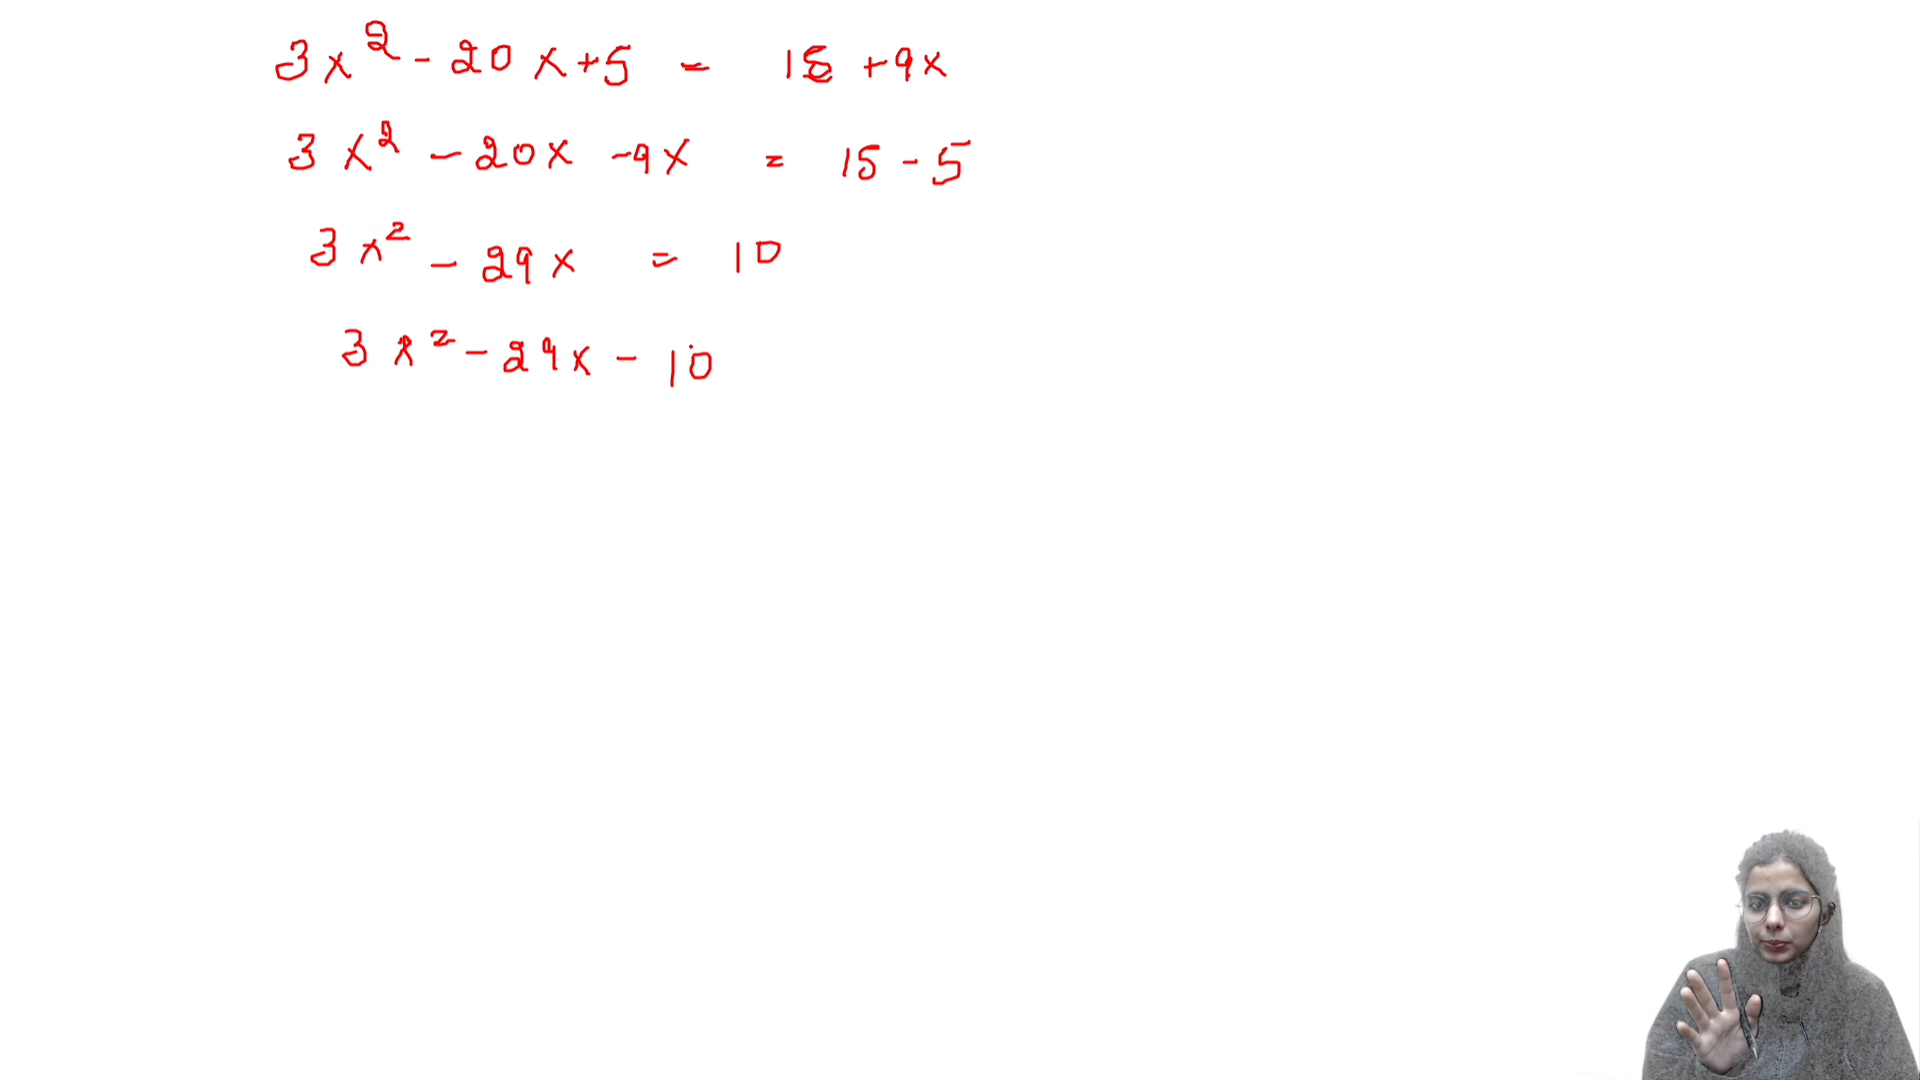 3x² - 20x + 5 = 15 + 9x
3x² - 20x - 9x = 15 - 5
3x² - 29x = 10
3x² - 29x - 10